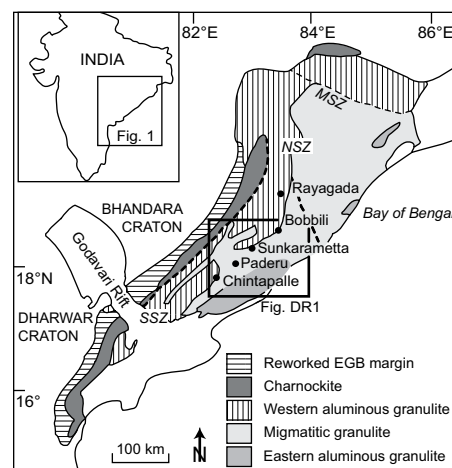 82°E
84°E
86°E
INDIA
Fig. 1
MSZ
NSZ
Rayagada
BHANDARA
CRATON
Bobbili
Bay of Bengal
Sunkarametta
Godavari Rift
18°N
Paderu
Chintapalle
SSZ
Fig. DR1
DHARWAR
CRATON
16°
Reworked EGB margin
Charnockite
Western aluminous granulite
Migmatitic granulite
Eastern aluminous granulite
100 km
N